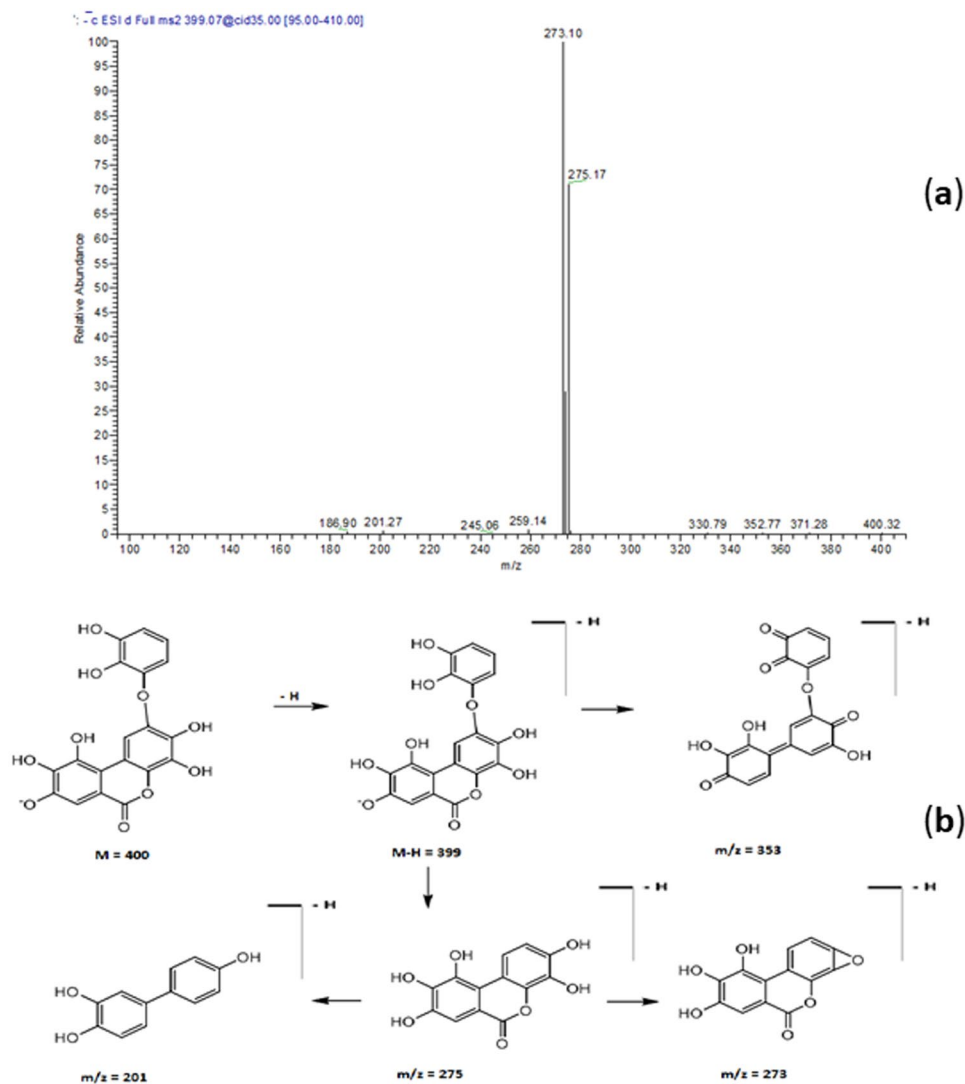 ': - c ESI d Full ms2 399.07@cid35.00 [95.00-410.00]
273.10
275.17
(a)
Relative Abundance
100
95
90
85
80
75
70
65
60
55
50
45
40
35
30
25
20
15
10
5
0
186.90 201.27 245.06 259.14 330.79 352.77 371.28 400.32
100 120 140 160 180 200 220 240 260 280 300 320 340 360 380 400
m/z
HO
HO
O
OH
HO
-O
O
O
OH
OH
M = 400
- H
- H
HO
HO
O
OH
HO
-O
O
O
OH
OH
M-H = 399
- H
O
O
O
OH
HO
O
O
OH
m/z = 353
(b)
- H
OH
HO
HO
m/z = 201
- H
OH
HO
HO
OH
OH
O
O
m/z = 275
- H
OH
HO
HO
O
O
O
m/z = 273